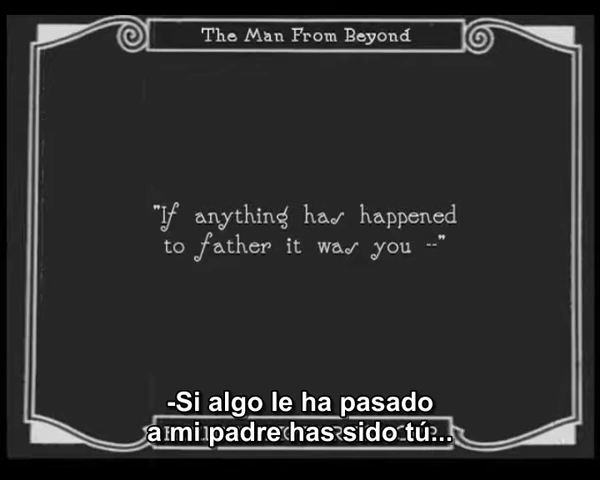 The Man From Beyond
"If anything has happened
to father it was you --"
-Si algo le ha pasado
a mi padre has sido tú...